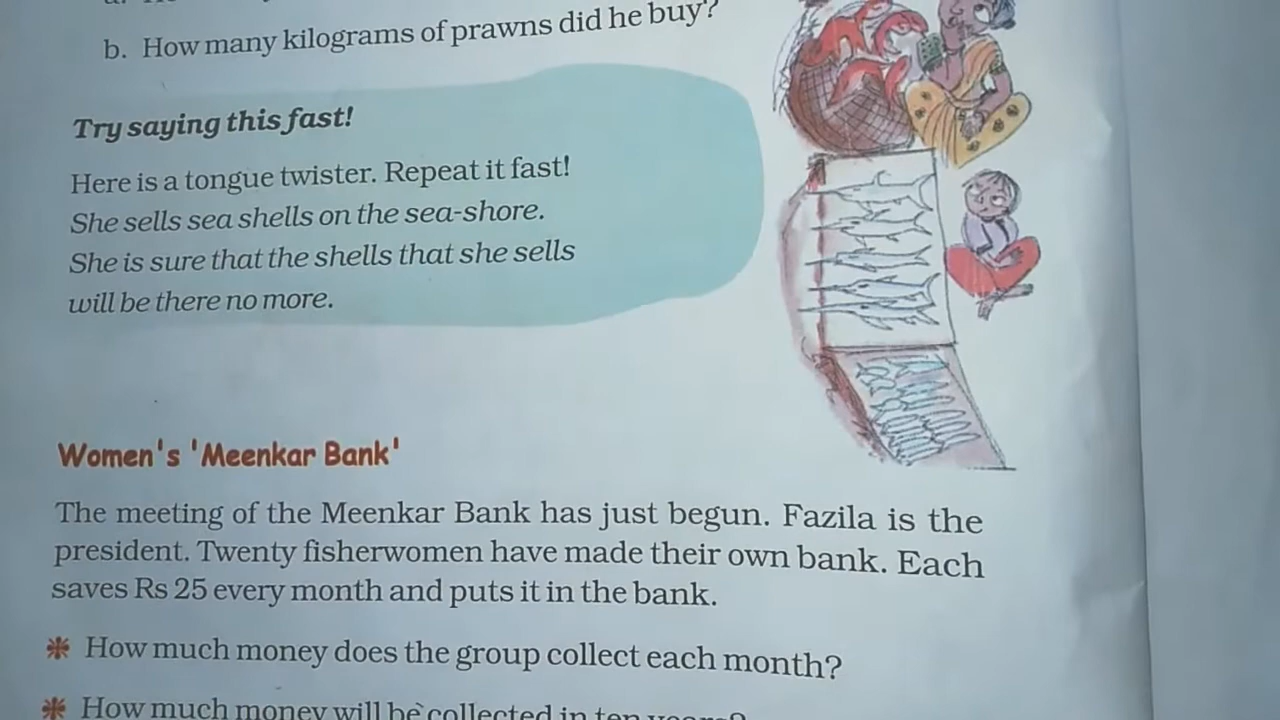 b. How many kilograms of prawns did he buy?
Try saying this fast!
Here is a tongue twister. Repeat it fast!
She sells sea shells on the sea-shore.
She is sure that the shells that she sells
will be there no more.
Women's 'Meenkar Bank'
The meeting of the Meenkar Bank has just begun. Fazila is the
president. Twenty fisherwomen have made their own bank. Each
saves Rs 25 every month and puts it in the bank.
How much money does the group collect each month?
How much money will be collected in ten years?